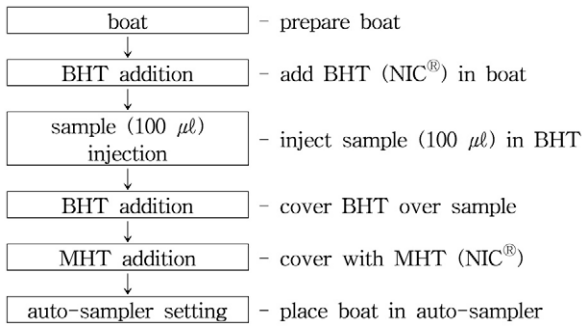 boat – prepare boat
BHT addition – add BHT (NIC®) in boat
sample (100 ㎕)
injection – inject sample (100 ㎕) in BHT
BHT addition – cover BHT over sample
MHT addition – cover with MHT (NIC®)
auto-sampler setting – place boat in auto-sampler